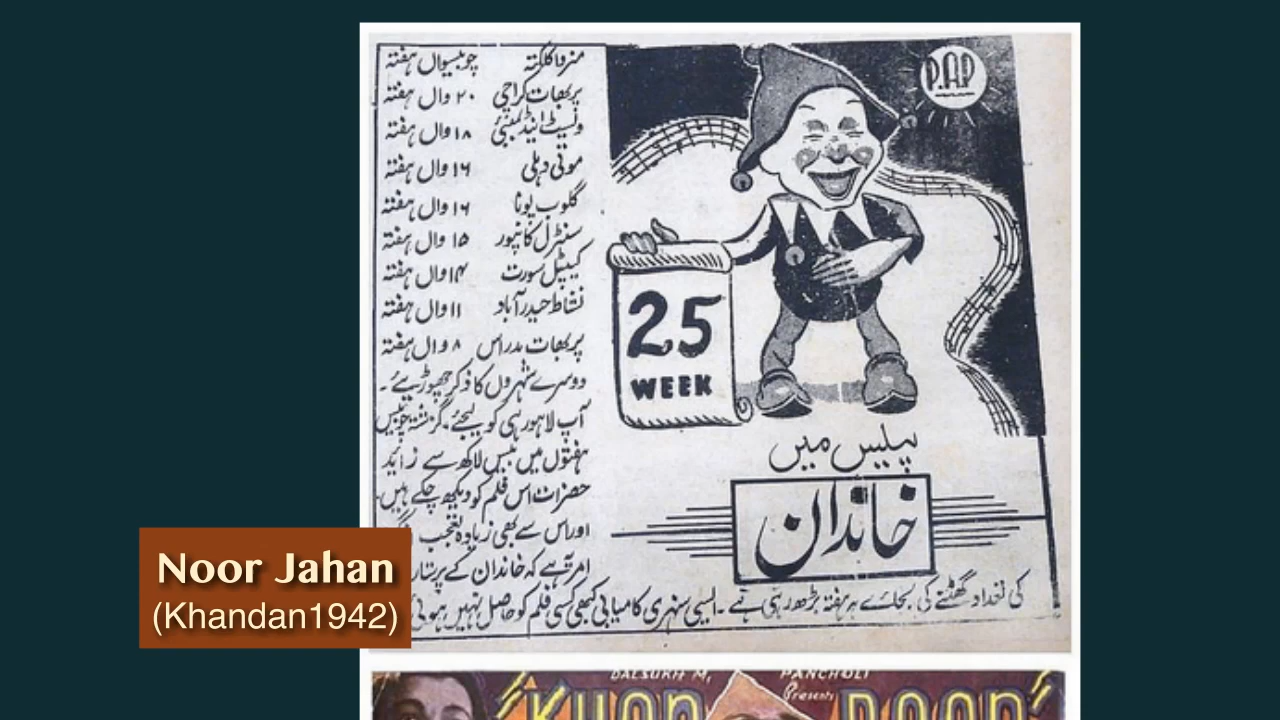 P.A.P
منروا کلکتہ چوبیسواں ہفتہ
پربھات کراچی ۲۰ واں ہفتہ
ویسٹ اینڈ بمبئی ۱۸ واں ہفتہ
موتی دہلی ۱۶ واں ہفتہ
گلوب پونا ۱۶ واں ہفتہ
سنٹرل کانپور ۱۵ واں ہفتہ
کیپٹل سورت ۱۴ واں ہفتہ
نشاط حیدرآباد ۱۱ واں ہفتہ
پربھات مدراس ۸ واں ہفتہ
دوسرے شہروں کا ذکر چھوڑیئے۔
آپ لاہور ہی کو لیجئے۔ گزشتہ چوبیس
ہفتوں میں بیس لاکھ سے زائد
حضرات اس فلم کو دیکھ چکے ہیں
اور اس سے بھی زیادہ تعجب
امر یہ ہے کہ خاندان کے پرستار
25
WEEK
پیلیس میں
خاندان
کی تعداد گھٹنے کی بجائے ہر ہفتہ بڑھ رہی ہے۔
ایسی سنہری کامیابی کبھی کسی فلم کو حاصل نہیں ہوئی
Noor Jahan
(Khandan1942)
DALSUKH M. PANCHOLI
Presents